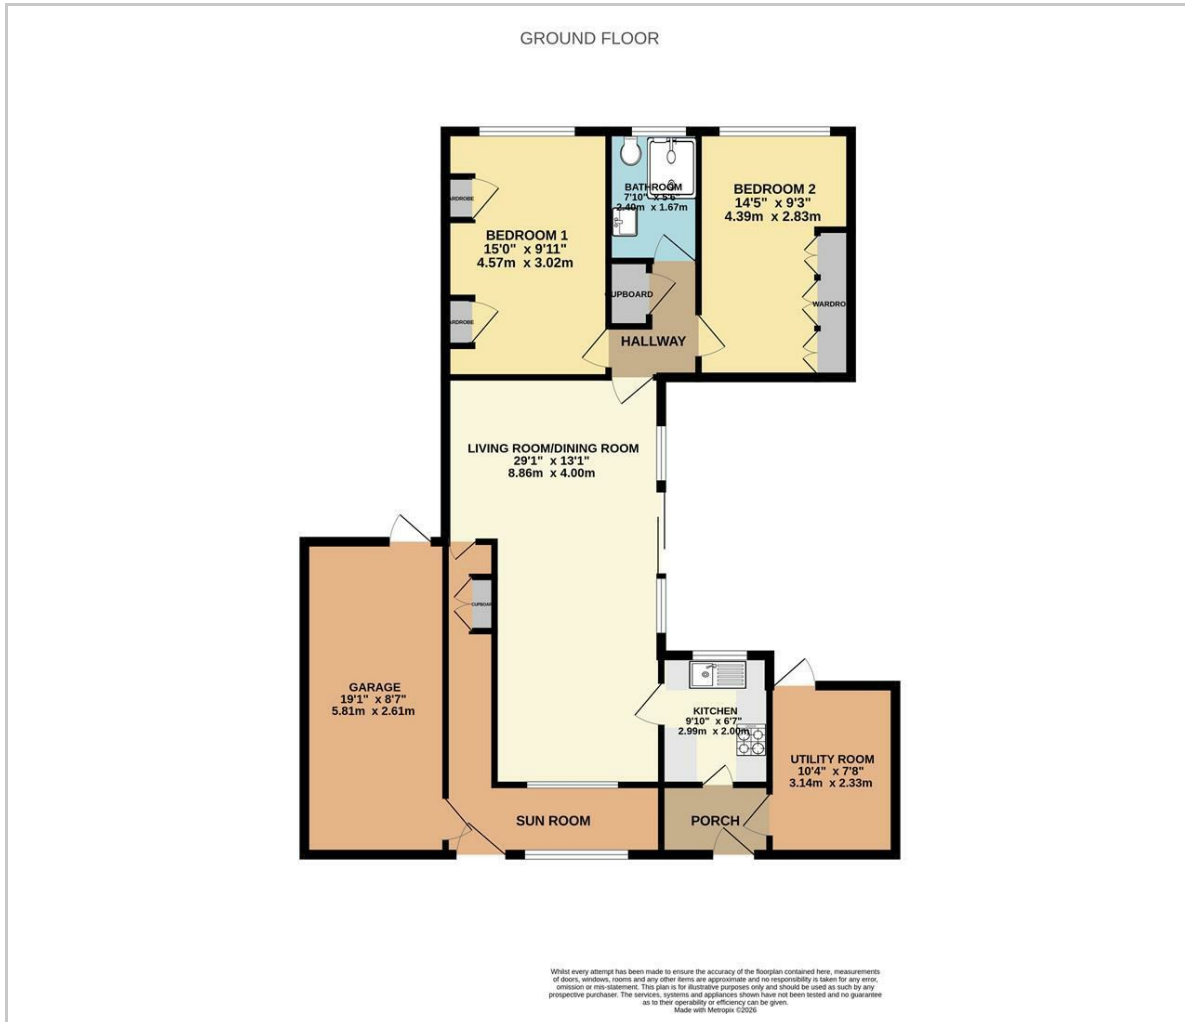 GROUND FLOOR
BATHROOM
7'10" x 5'6"
2.40m x 1.67m
BEDROOM 2
14'5" x 9'3"
4.39m x 2.83m
ARDROBE
BEDROOM 1
15'0" x 9'11"
4.57m x 3.02m
UPBOARD
WARDRO
ARDROBE
HALLWAY
LIVING ROOM/DINING ROOM
29'1" x 13'1"
8.86m x 4.00m
CUPBOAR
GARAGE
19'1" x 8'7"
5.81m x 2.61m
KITCHEN
9'10" x 6'7"
2.99m x 2.00m
UTILITY ROOM
10'4" x 7'8"
3.14m x 2.33m
SUN ROOM
PORCH
Whilst every attempt has been made to ensure the accuracy of the floorplan contained here, measurements
of doors, windows, rooms and any other items are approximate and no responsibility is taken for any error,
omission or mis-statement. This plan is for illustrative purposes only and should be used as such by any
prospective purchaser. The services, systems and appliances shown have not been tested and no guarantee
as to their operability or efficiency can be given.
Made with Metropix ©2026